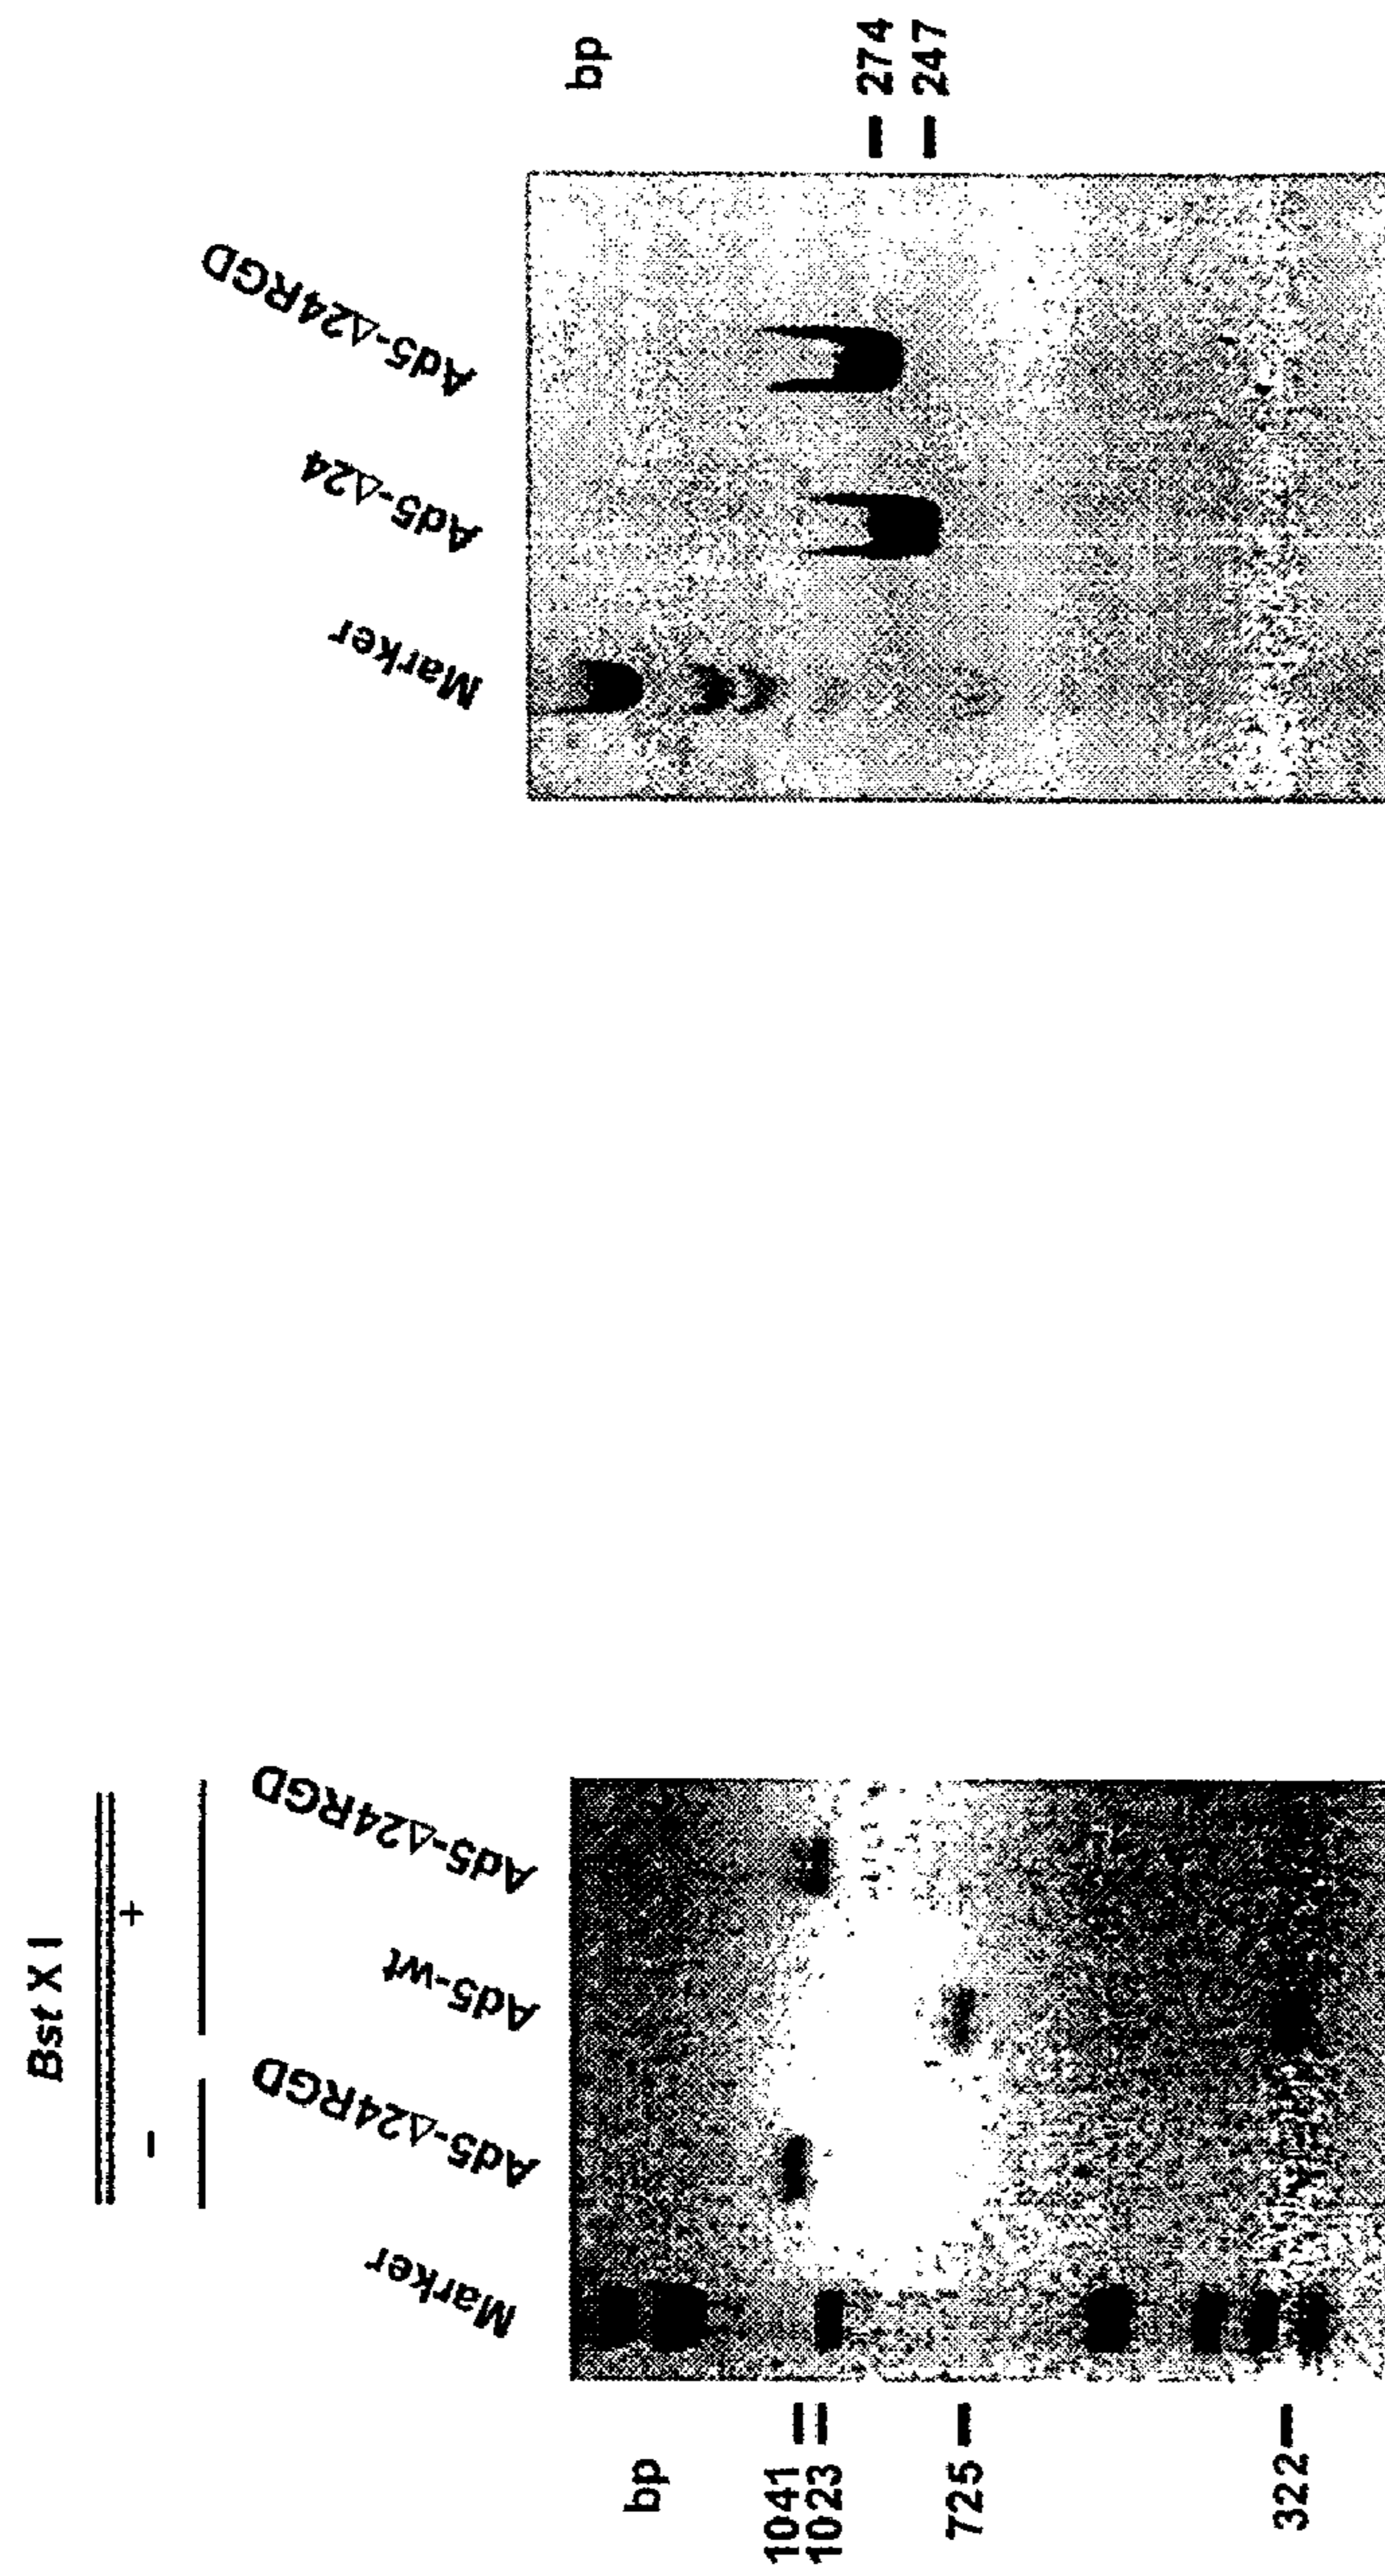 Bst X I
- +
Marker Ad5-Δ24RGD Ad5-wt Ad5-Δ24RGD
bp
1041
1023
725
322
Marker Ad5-Δ24 Ad5-Δ24RGD
bp
274
247